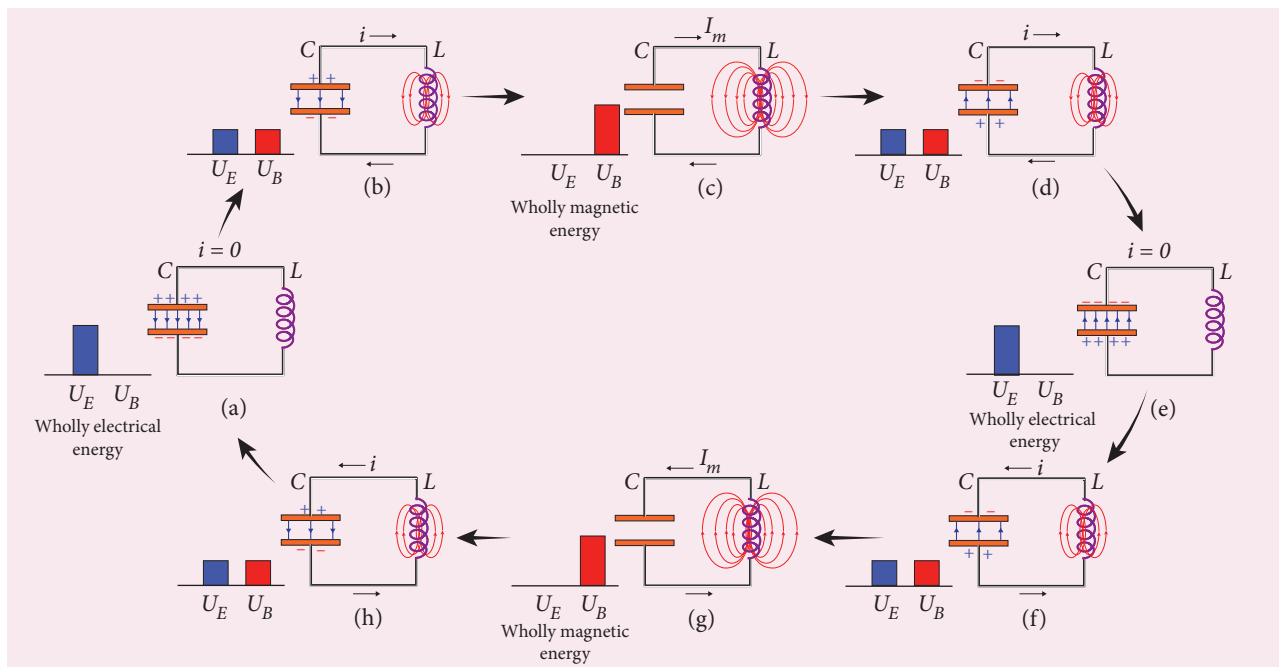 i
C L
+ +
− −
U_E U_B
(b)
I_m
C L
U_E U_B
(c)
Wholly magnetic
energy
i
C L
− −
+ +
U_E U_B
(d)
i = 0
C L
++ ++
−− −−
U_E U_B
(a)
Wholly electrical
energy
i = 0
C L
−− −−
++ ++
U_E U_B
(e)
Wholly electrical
energy
i
C L
+ +
− −
U_E U_B
(h)
I_m
C L
U_E U_B
(g)
Wholly magnetic
energy
i
C L
− −
+ +
U_E U_B
(f)